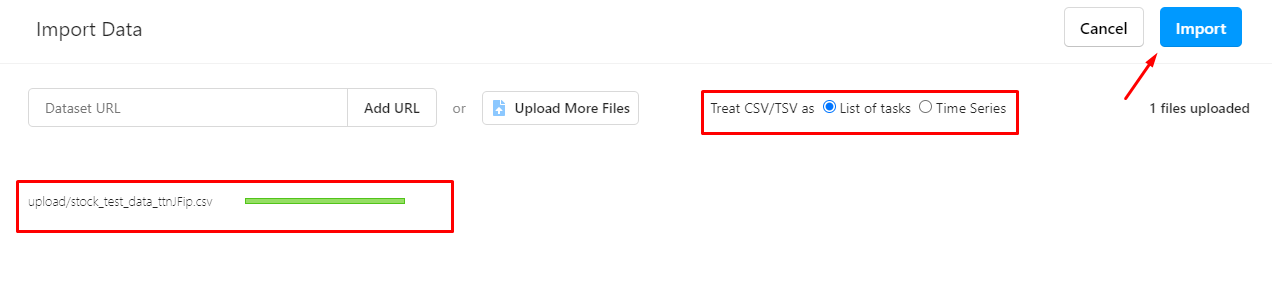 Import Data
Cancel
Import
Dataset URL
Add URL
or
Upload More Files
Treat CSV/TSV as
List of tasks
Time Series
1 files uploaded
upload/stock_test_data_ttnJFip.csv